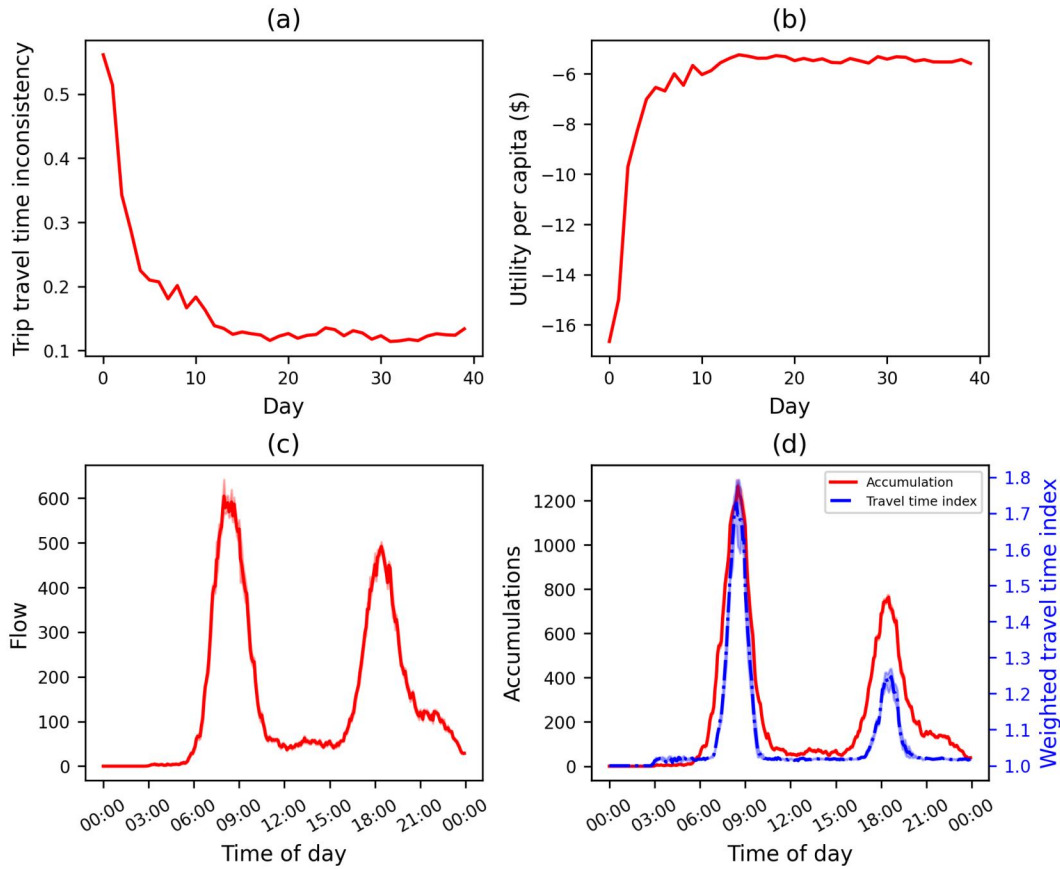 (a)
Trip travel time inconsistency
0.5
0.4
0.3
0.2
0.1
0 10 20 30 40
Day
(b)
Utility per capita ($)
−6
−8
−10
−12
−14
−16
0 10 20 30 40
Day
(c)
Flow
600
500
400
300
200
100
0
00:00 03:00 06:00 09:00 12:00 15:00 18:00 21:00 00:00
Time of day
(d)
Accumulations
1200
1000
800
600
400
200
0
Accumulation
Travel time index
1.8
1.7
1.6
1.5
1.4
1.3
1.2
1.1
1.0
Weighted travel time index
00:00 03:00 06:00 09:00 12:00 15:00 18:00 21:00 00:00
Time of day